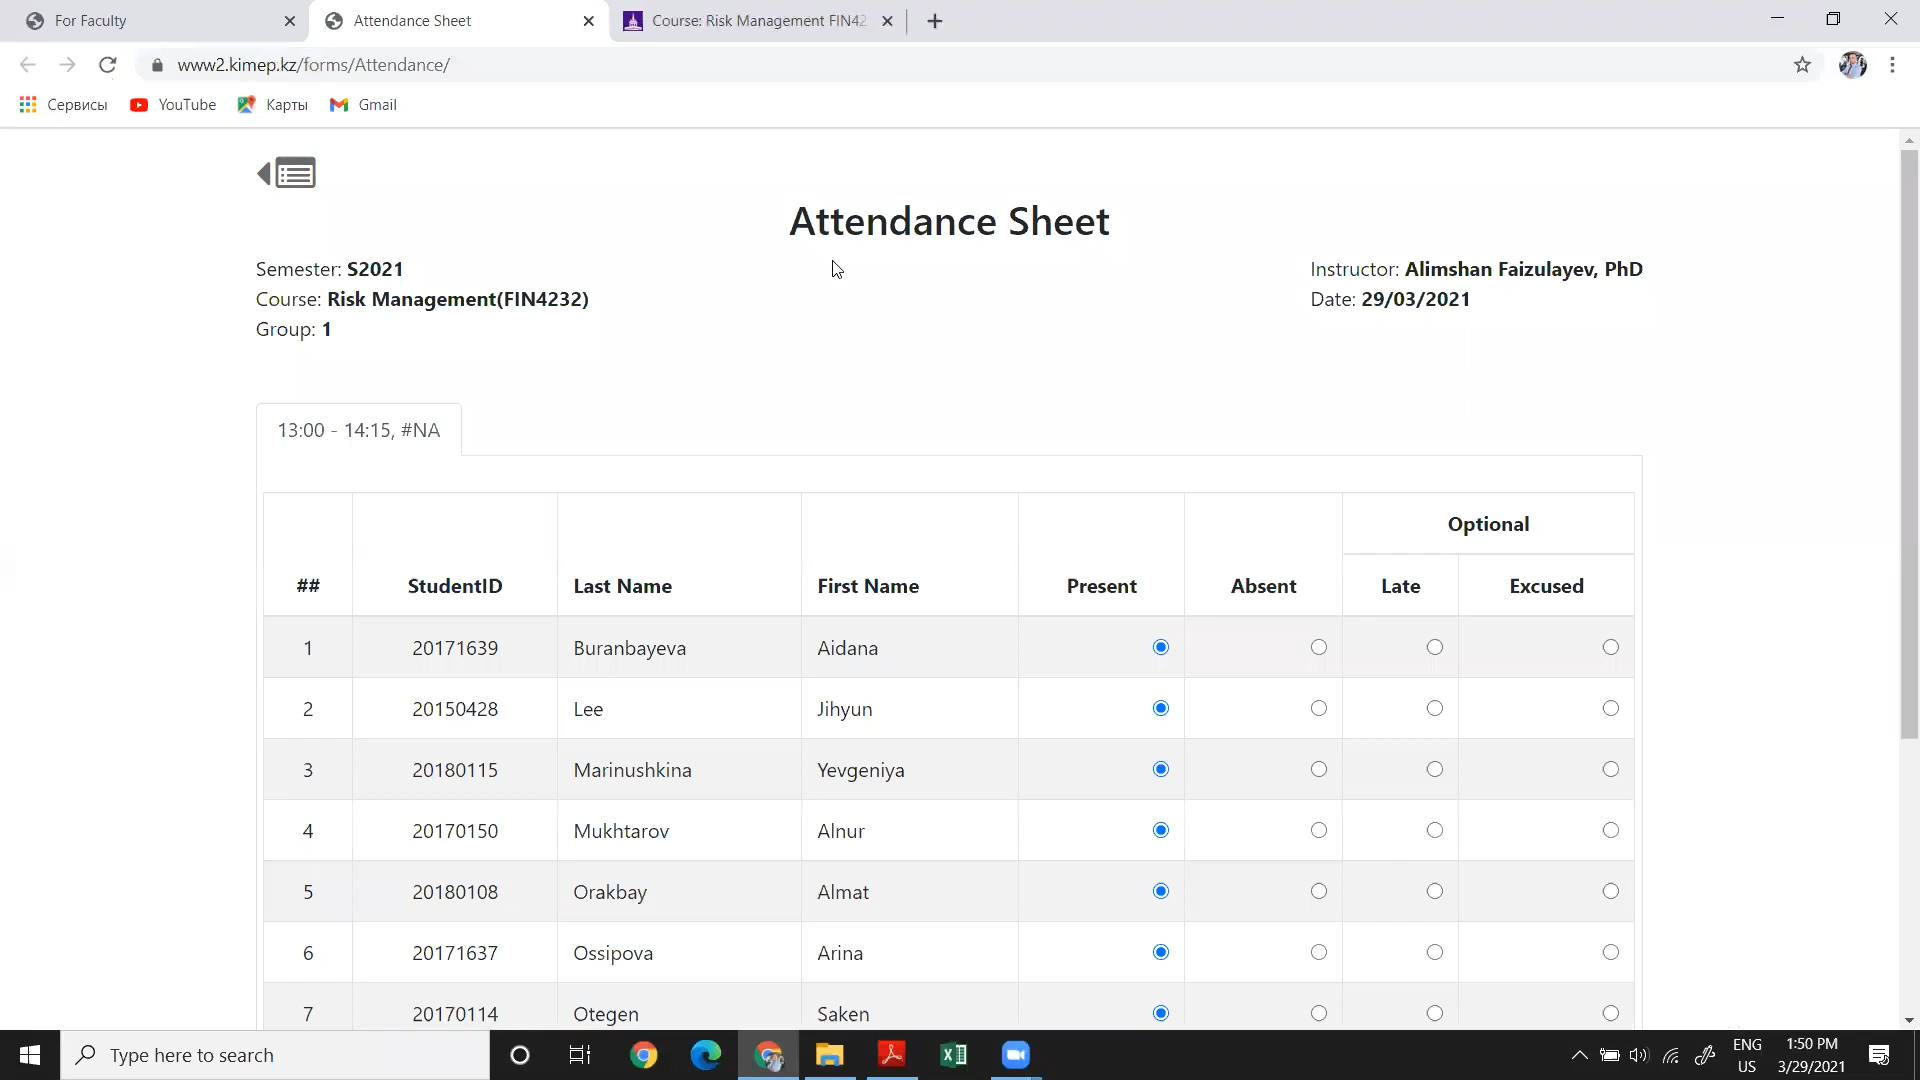 For Faculty
Attendance Sheet
Course: Risk Management FIN42
www2.kimep.kz/forms/Attendance/
Сервисы YouTube Карты Gmail
Attendance Sheet
Semester: S2021
Instructor: Alimshan Faizulayev, PhD
Course: Risk Management(FIN4232)
Date: 29/03/2021
Group: 1
13:00 - 14:15, #NA
Optional
## StudentID Last Name First Name Present Absent Late Excused
1 20171639 Buranbayeva Aidana
2 20150428 Lee Jihyun
3 20180115 Marinushkina Yevgeniya
4 20170150 Mukhtarov Alnur
5 20180108 Orakbay Almat
6 20171637 Ossipova Arina
7 20170114 Otegen Saken
Type here to search
ENG
US
1:50 PM
3/29/2021